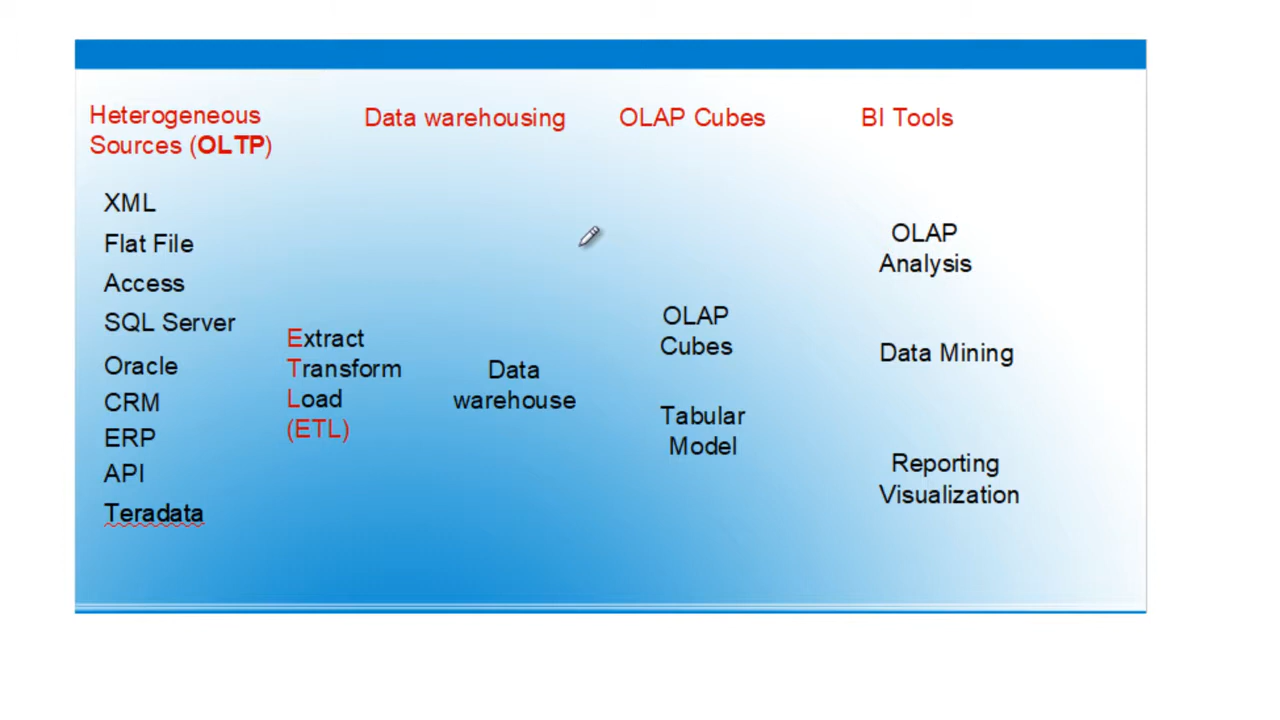 Heterogeneous
Sources (OLTP)
XML
Flat File
Access
SQL Server
Oracle
CRM
ERP
API
Teradata
Extract
Transform
Load
(ETL)
Data warehousing
Data
warehouse
OLAP Cubes
OLAP
Cubes
Tabular
Model
BI Tools
OLAP
Analysis
Data Mining
Reporting
Visualization